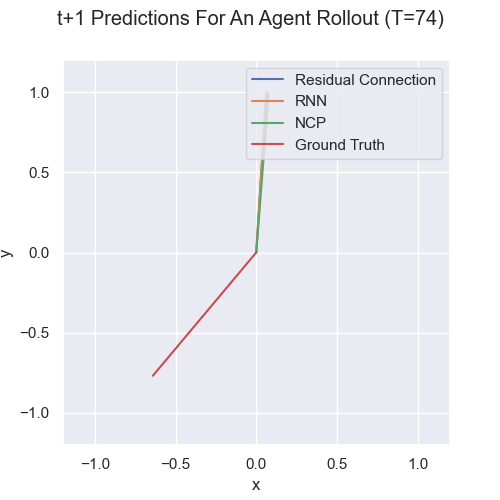 t+1 Predictions For An Agent Rollout (T=74)
Residual Connection
RNN
NCP
Ground Truth
1.0
0.5
0.0
−0.5
−1.0
y
−1.0 −0.5 0.0 0.5 1.0
x